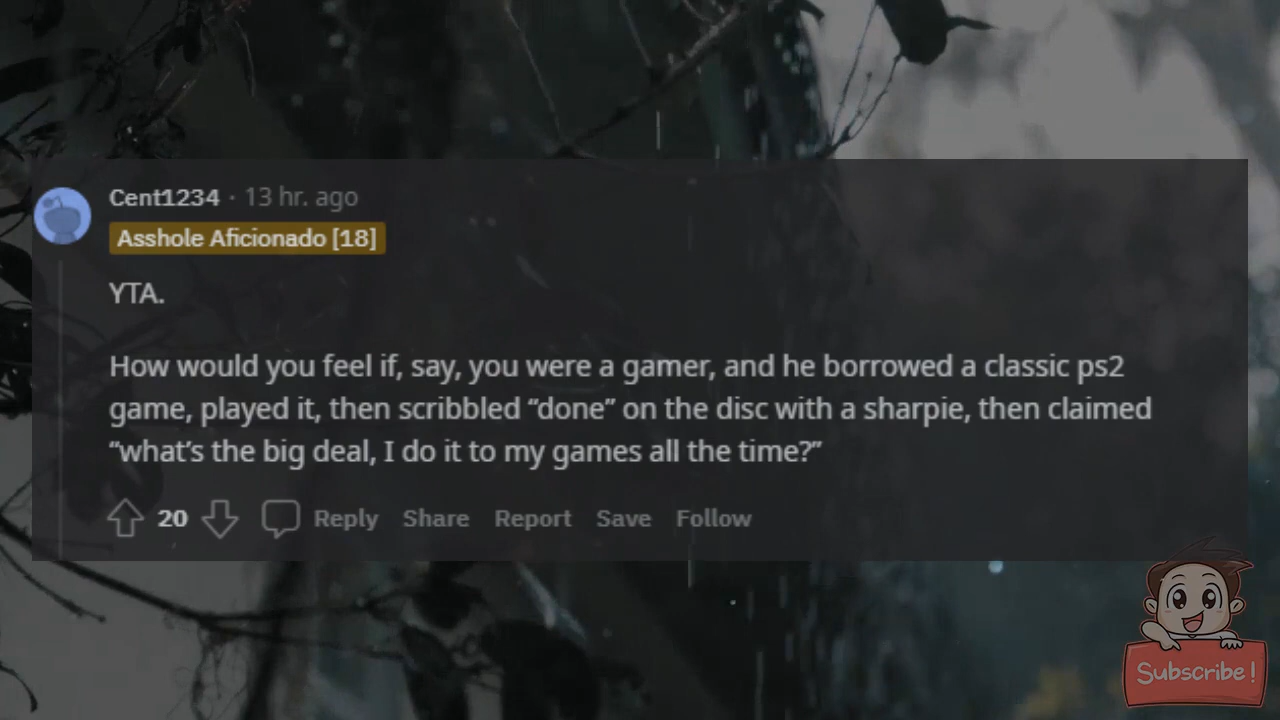 Cent1234 · 13 hr. ago
Asshole Aficionado [18]
YTA.
How would you feel if, say, you were a gamer, and he borrowed a classic ps2
game, played it, then scribbled “done” on the disc with a sharpie, then claimed
“what’s the big deal, I do it to my games all the time?”
20 Reply Share Report Save Follow
Subscribe!